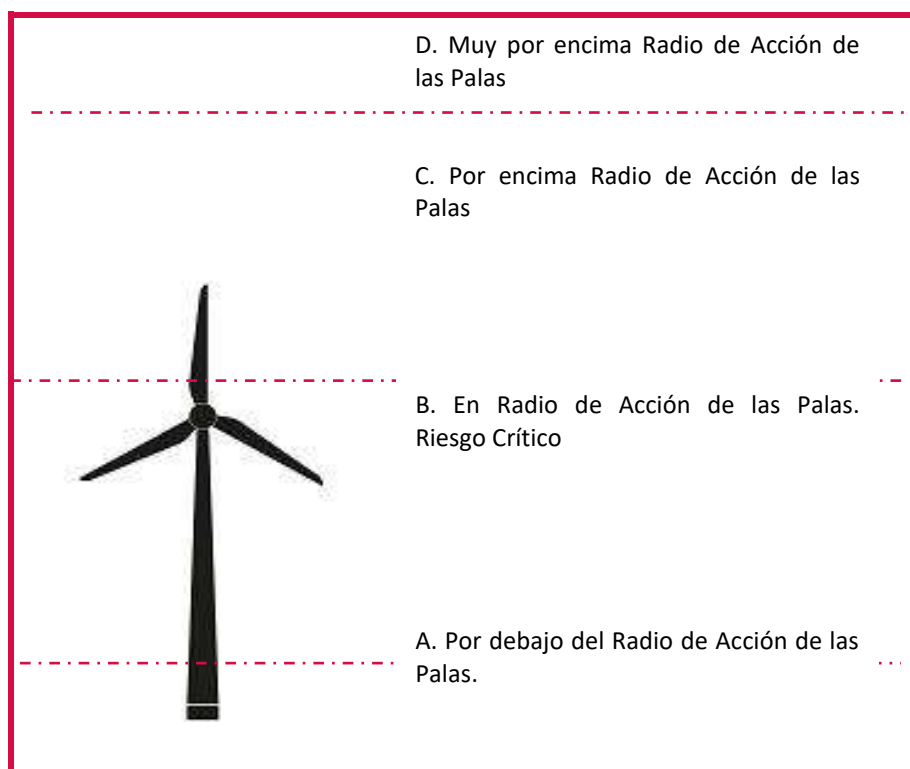 D. Muy por encima Radio de Acción de
las Palas
C. Por encima Radio de Acción de las
Palas
B. En Radio de Acción de las Palas.
Riesgo Crítico
A. Por debajo del Radio de Acción de las
Palas.